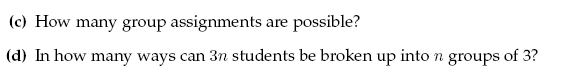 (c) How many group assignments are possible?
(d) In how many ways can 3n students be broken up into n groups of 3?